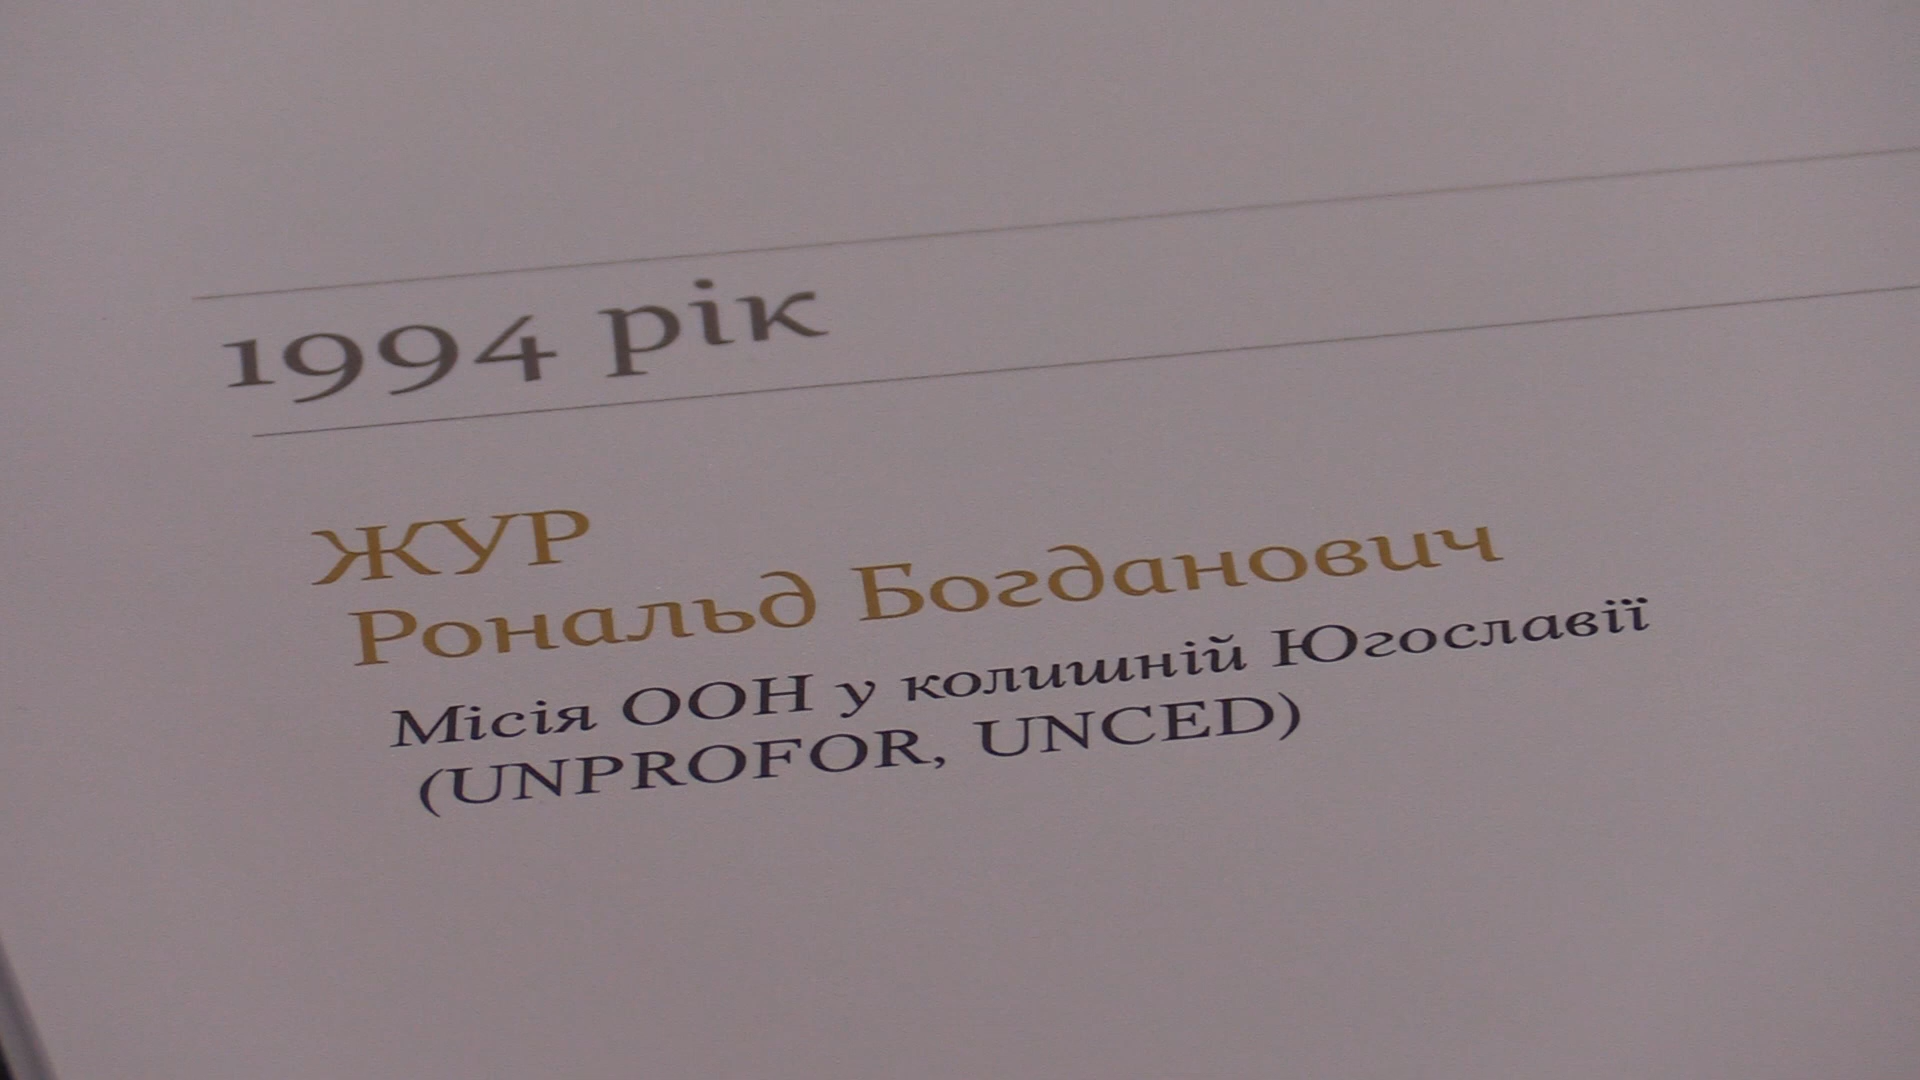 1994 рік
ЖУР
Рональд Богданович
Місія ООН у колишній Югославії
(UNPROFOR, UNCED)